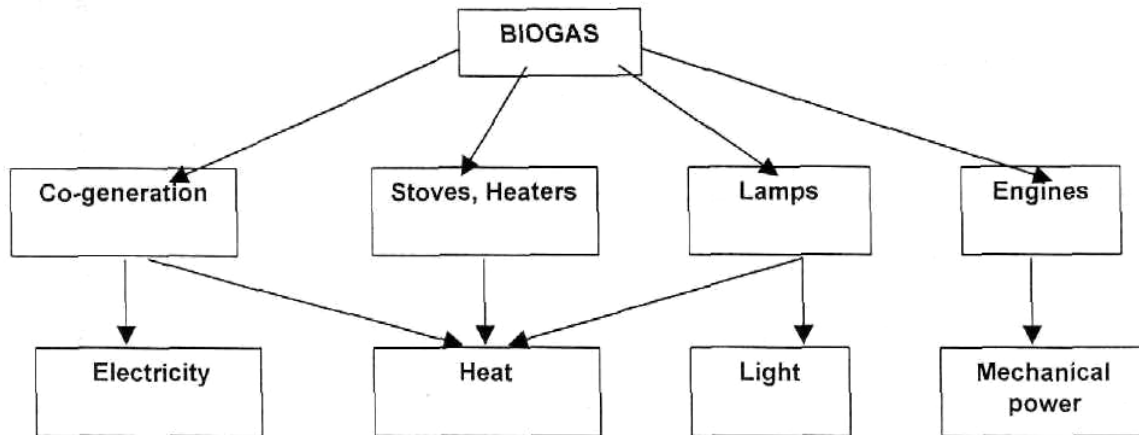 BIOGAS
Co-generation
Stoves, Heaters
Lamps
Engines
Electricity
Heat
Light
Mechanical
power